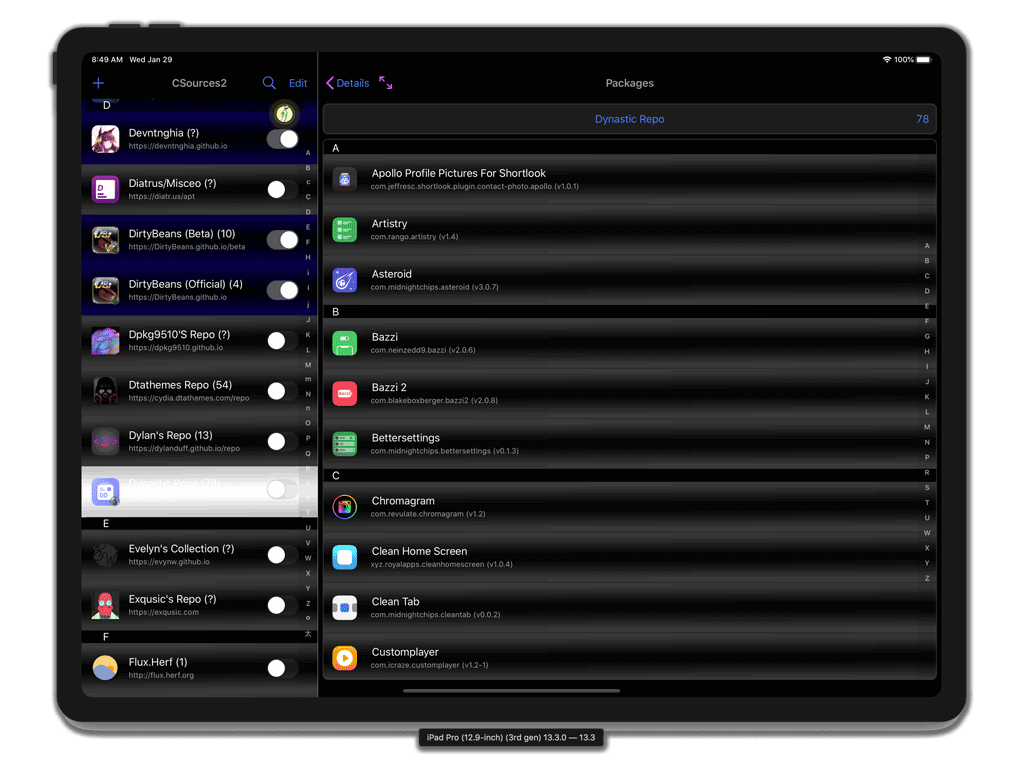 8:49 AM Wed Jan 29
100%
CSources2
Edit
D
Devntnghia (?)
https://devntnghia.github.io
Diatrus/Misceo (?)
https://diatr.us/apt
DirtyBeans (Beta) (10)
https://DirtyBeans.github.io/beta
DirtyBeans (Official) (4)
https://DirtyBeans.github.io
Dpkg9510'S Repo (?)
https://dpkg9510.github.io
Dtathemes Repo (54)
https://cydia.dtathemes.com/repo
Dylan's Repo (13)
https://dylanduff.github.io/repo
Dynastic Repo (78)
E
Evelyn's Collection (?)
https://evynw.github.io
Exqusic's Repo (?)
https://exqusic.com
F
Flux.Herf (1)
http://flux.herf.org
A
B
c
C
D
E
F
H
i
I
j
J
K
L
M
m
N
n
O
P
Q
R
T
U
V
W
X
Y
Z
o
太
Details
Packages
Dynastic Repo 78
A
Apollo Profile Pictures For Shortlook
com.jeffresc.shortlook.plugin.contact-photo.apollo (v1.0.1)
Artistry
com.rango.artistry (v1.4)
Asteroid
com.midnightchips.asteroid (v3.0.7)
B
Bazzi
com.neinzedd9.bazzi (v2.0.6)
Bazzi 2
com.blakeboxberger.bazzi2 (v2.0.8)
Bettersettings
com.midnightchips.bettersettings (v0.1.3)
C
Chromagram
com.revulate.chromagram (v1.2)
Clean Home Screen
xyz.royalapps.cleanhomescreen (v1.0.4)
Clean Tab
com.midnightchips.cleantab (v0.0.2)
Customplayer
com.icraze.customplayer (v1.2-1)
A
B
C
D
E
F
G
H
I
J
K
L
M
N
P
R
S
T
U
W
X
Y
Z
iPad Pro (12.9-inch) (3rd gen) 13.3.0 — 13.3